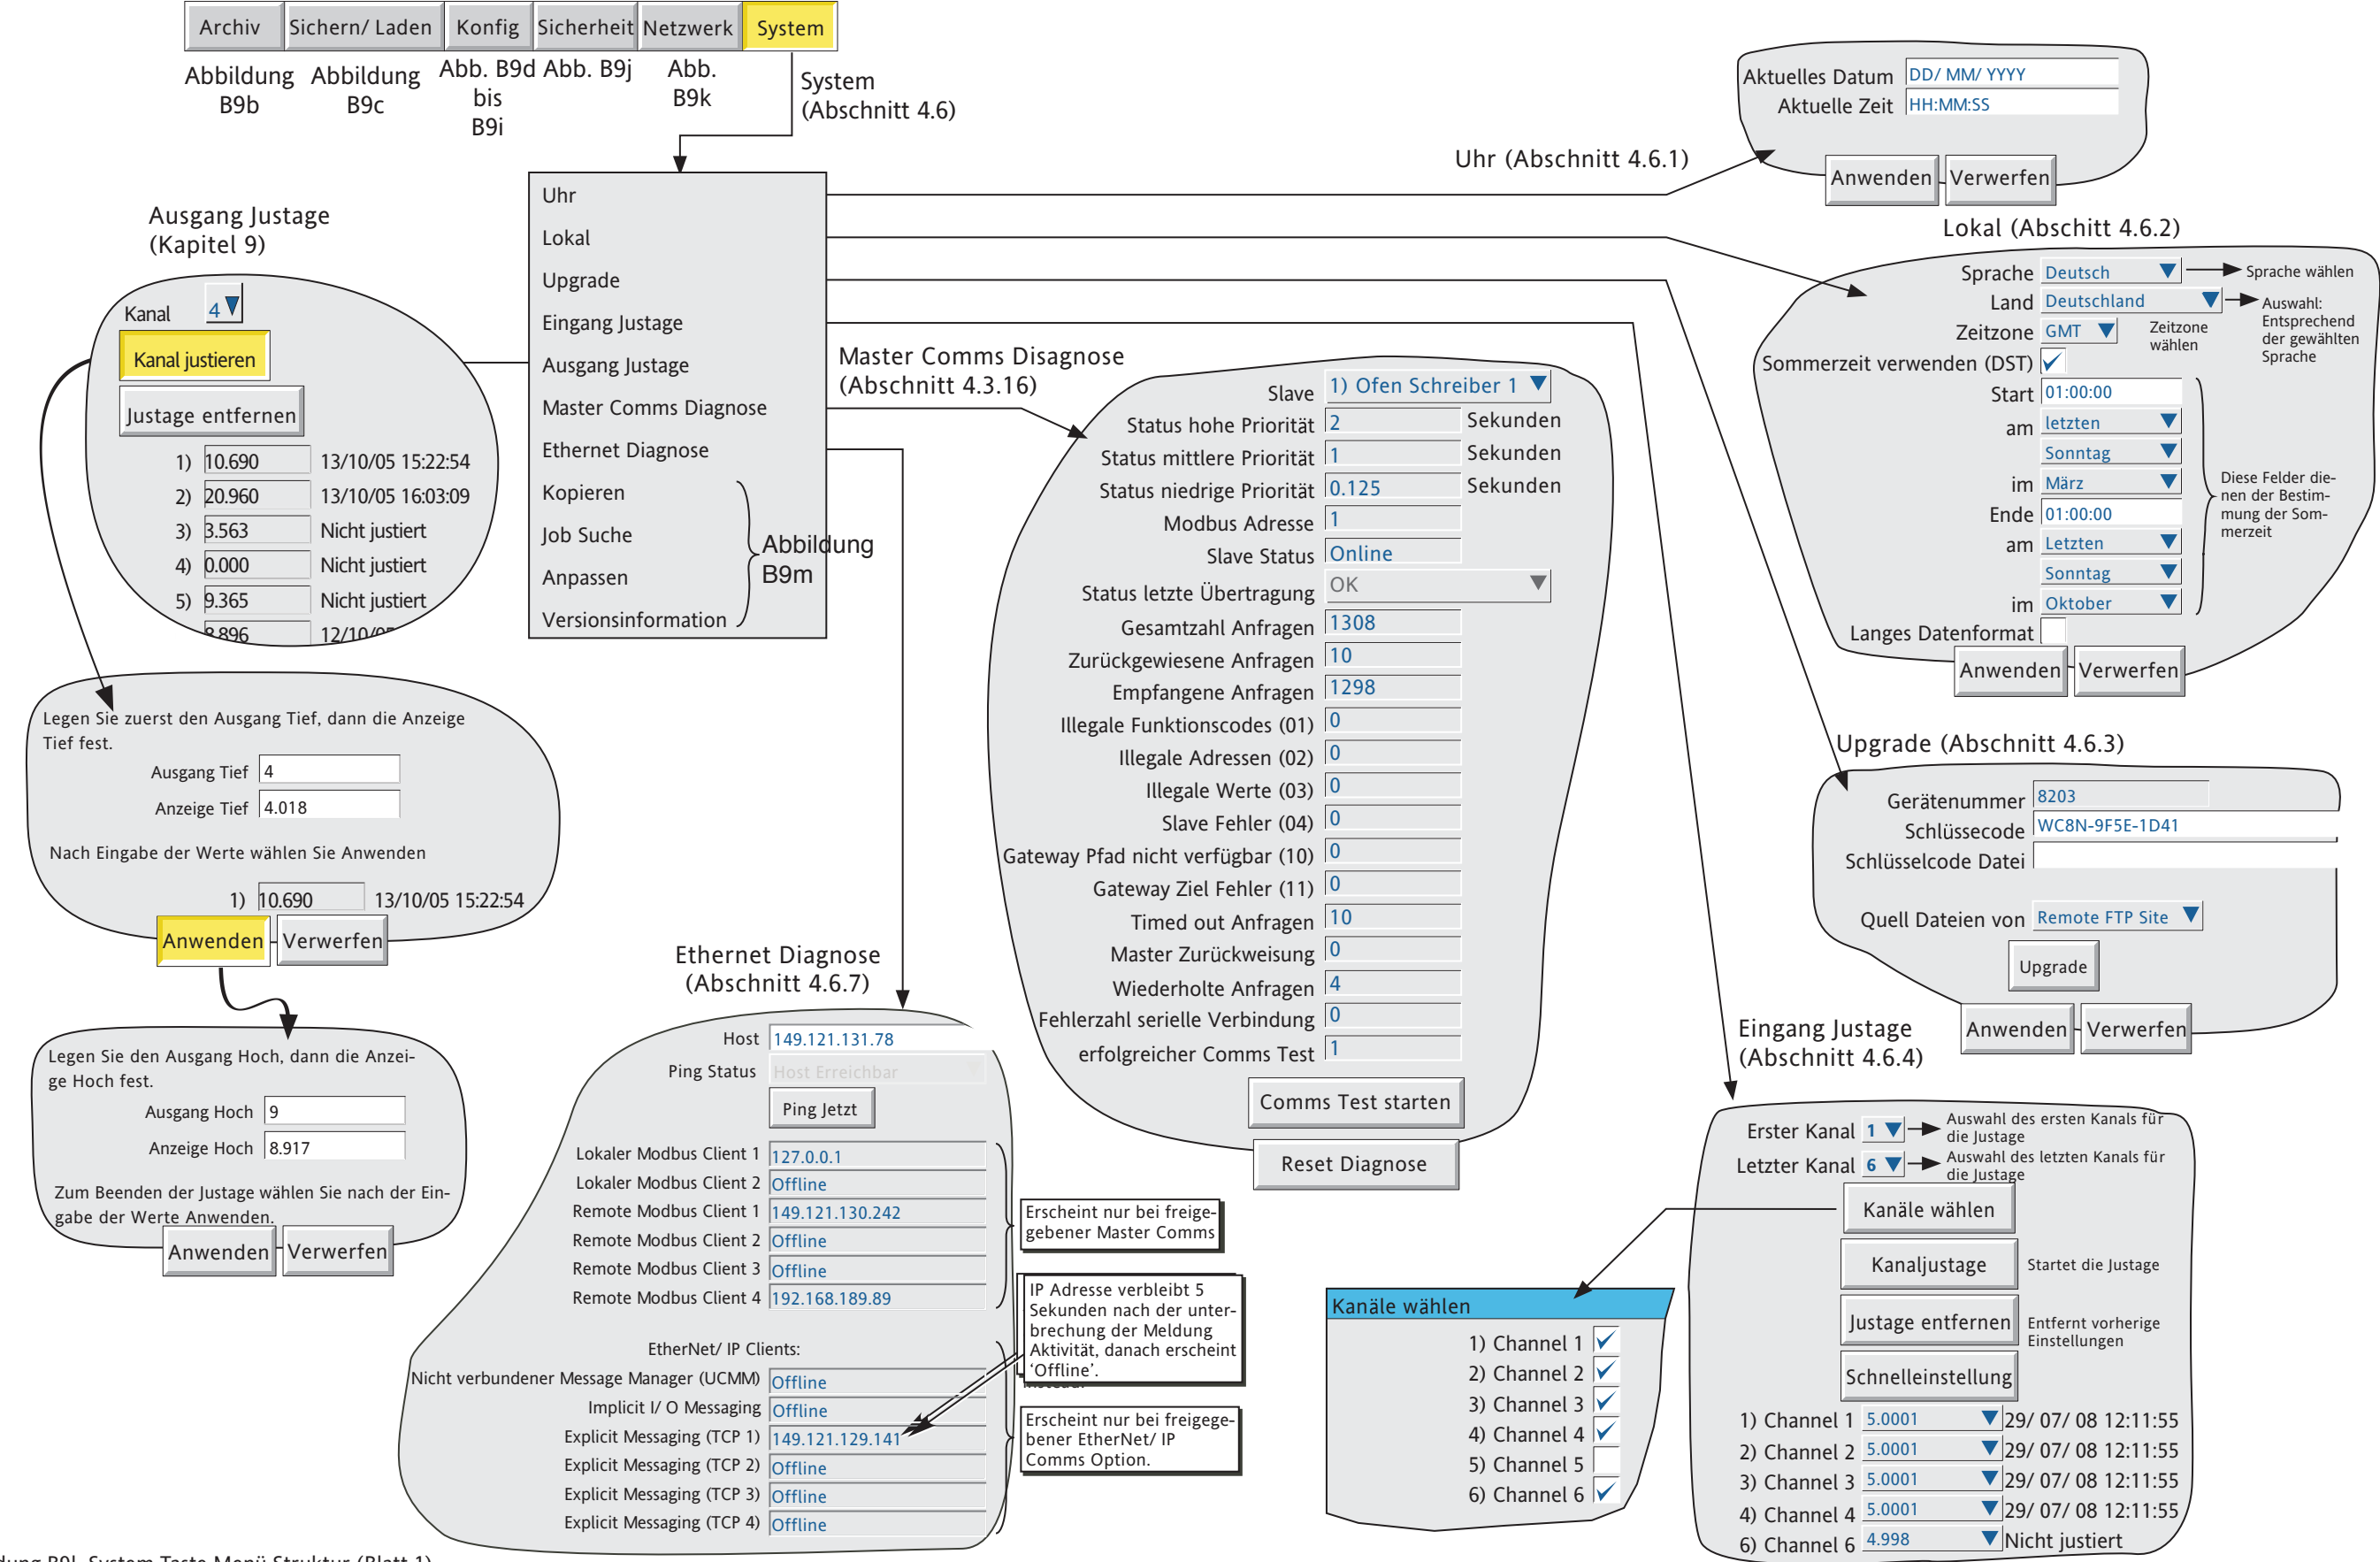 Archiv
Sichern/ Laden
Konfig
Sicherheit
Netzwerk
System
Abbildung
B9b
Abbildung
B9c
Abb. B9d
bis
B9i
Abb. B9j
Abb.
B9k
System
(Abschnitt 4.6)
Uhr
Lokal
Upgrade
Eingang Justage
Ausgang Justage
Master Comms Diagnose
Ethernet Diagnose
Kopieren
Job Suche
Anpassen
Versionsinformation
Abbildung
B9m
Uhr (Abschnitt 4.6.1)
Aktuelles Datum DD/ MM/ YYYY
Aktuelle Zeit HH:MM:SS
Anwenden Verwerfen
Lokal (Abschitt 4.6.2)
Sprache Deutsch
Sprache wählen
Land Deutschland
Auswahl:
Entsprechend
der gewählten
Sprache
Zeitzone GMT
Zeitzone
wählen
Sommerzeit verwenden (DST)
Start 01:00:00
am letzten
Sonntag
im März
Ende 01:00:00
am Letzten
Sonntag
im Oktober
Diese Felder die-
nen der Bestim-
mung der Som-
merzeit
Langes Datenformat
Anwenden Verwerfen
Upgrade (Abschnitt 4.6.3)
Gerätenummer 8203
Schlüssecode WC8N-9F5E-1D41
Schlüsselcode Datei
Quell Dateien von Remote FTP Site
Upgrade
Anwenden Verwerfen
Ausgang Justage
(Kapitel 9)
Kanal 4
Kanal justieren
Justage entfernen
1) 10.690 13/10/05 15:22:54
2) 20.960 13/10/05 16:03:09
3) 3.563 Nicht justiert
4) 0.000 Nicht justiert
5) 9.365 Nicht justiert
8.896 12/10/05
Legen Sie zuerst den Ausgang Tief, dann die Anzeige
Tief fest.
Ausgang Tief 4
Anzeige Tief 4.018
Nach Eingabe der Werte wählen Sie Anwenden
1) 10.690 13/10/05 15:22:54
Anwenden Verwerfen
Legen Sie den Ausgang Hoch, dann die Anzei-
ge Hoch fest.
Ausgang Hoch 9
Anzeige Hoch 8.917
Zum Beenden der Justage wählen Sie nach der Ein-
gabe der Werte Anwenden.
Anwenden Verwerfen
Master Comms Disagnose
(Abschnitt 4.3.16)
Slave 1) Ofen Schreiber 1
Status hohe Priorität 2 Sekunden
Status mittlere Priorität 1 Sekunden
Status niedrige Priorität 0.125 Sekunden
Modbus Adresse 1
Slave Status Online
Status letzte Übertragung OK
Gesamtzahl Anfragen 1308
Zurückgewiesene Anfragen 10
Empfangene Anfragen 1298
Illegale Funktionscodes (01) 0
Illegale Adressen (02) 0
Illegale Werte (03) 0
Slave Fehler (04) 0
Gateway Pfad nicht verfügbar (10) 0
Gateway Ziel Fehler (11) 0
Timed out Anfragen 10
Master Zurückweisung 0
Wiederholte Anfragen 4
Fehlerzahl serielle Verbindung 0
erfolgreicher Comms Test 1
Comms Test starten
Reset Diagnose
Ethernet Diagnose
(Abschnitt 4.6.7)
Host 149.121.131.78
Ping Status Host Erreichbar
Ping Jetzt
Lokaler Modbus Client 1 127.0.0.1
Lokaler Modbus Client 2 Offline
Remote Modbus Client 1 149.121.130.242
Remote Modbus Client 2 Offline
Remote Modbus Client 3 Offline
Remote Modbus Client 4 192.168.189.89
EtherNet/ IP Clients:
Nicht verbundener Message Manager (UCMM) Offline
Implicit I/ O Messaging Offline
Explicit Messaging (TCP 1) 149.121.129.141
Explicit Messaging (TCP 2) Offline
Explicit Messaging (TCP 3) Offline
Explicit Messaging (TCP 4) Offline
Erscheint nur bei freige-
gebener Master Comms
IP Adresse verbleibt 5
Sekunden nach der unter-
brechung der Meldung
Aktivität, danach erscheint
‘Offline’.
Erscheint nur bei freigege-
bener EtherNet/ IP
Comms Option.
Eingang Justage
(Abschnitt 4.6.4)
Erster Kanal 1
Auswahl des ersten Kanals für
die Justage
Letzter Kanal 6
Auswahl des letzten Kanals für
die Justage
Kanäle wählen
Kanaljustage
Startet die Justage
Justage entfernen
Entfernt vorherige
Einstellungen
Schnelleinstellung
1) Channel 1 5.0001 29/ 07/ 08 12:11:55
2) Channel 2 5.0001 29/ 07/ 08 12:11:55
3) Channel 3 5.0001 29/ 07/ 08 12:11:55
4) Channel 4 5.0001 29/ 07/ 08 12:11:55
6) Channel 6 4.998 Nicht justiert
Kanäle wählen
1) Channel 1
2) Channel 2
3) Channel 3
4) Channel 4
5) Channel 5
6) Channel 6